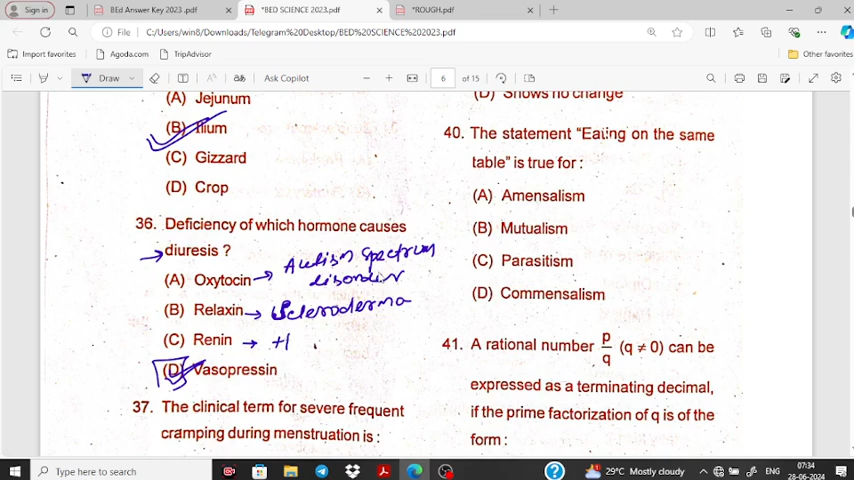 Sign in
BEd Answer Key 2023 .pdf
*BED SCIENCE 2023.pdf
*ROUGH.pdf
File
C:/Users/win8/Downloads/Telegram%20Desktop/BED%20SCIENCE%202023.pdf
Import favorites
Agoda.com
TripAdvisor
Other favorites
Draw
Ask Copilot
6
of 15
(A) Jejunum
(B) Ilium
(C) Gizzard
(D) Crop
36. Deficiency of which hormone causes
diuresis ?
(A) Oxytocin → Autism spectrum
disorder
(B) Relaxin → Scleroderma
(C) Renin → H
(D) Vasopressin
37. The clinical term for severe frequent
cramping during menstruation is :
(D) Shows no change
40. The statement “Eating on the same
table” is true for :
(A) Amensalism
(B) Mutualism
(C) Parasitism
(D) Commensalism
41. A rational number p/q (q ≠ 0) can be
expressed as a terminating decimal,
if the prime factorization of q is of the
form :
Type here to search
29°C Mostly cloudy
ENG
07:34
28-06-2024